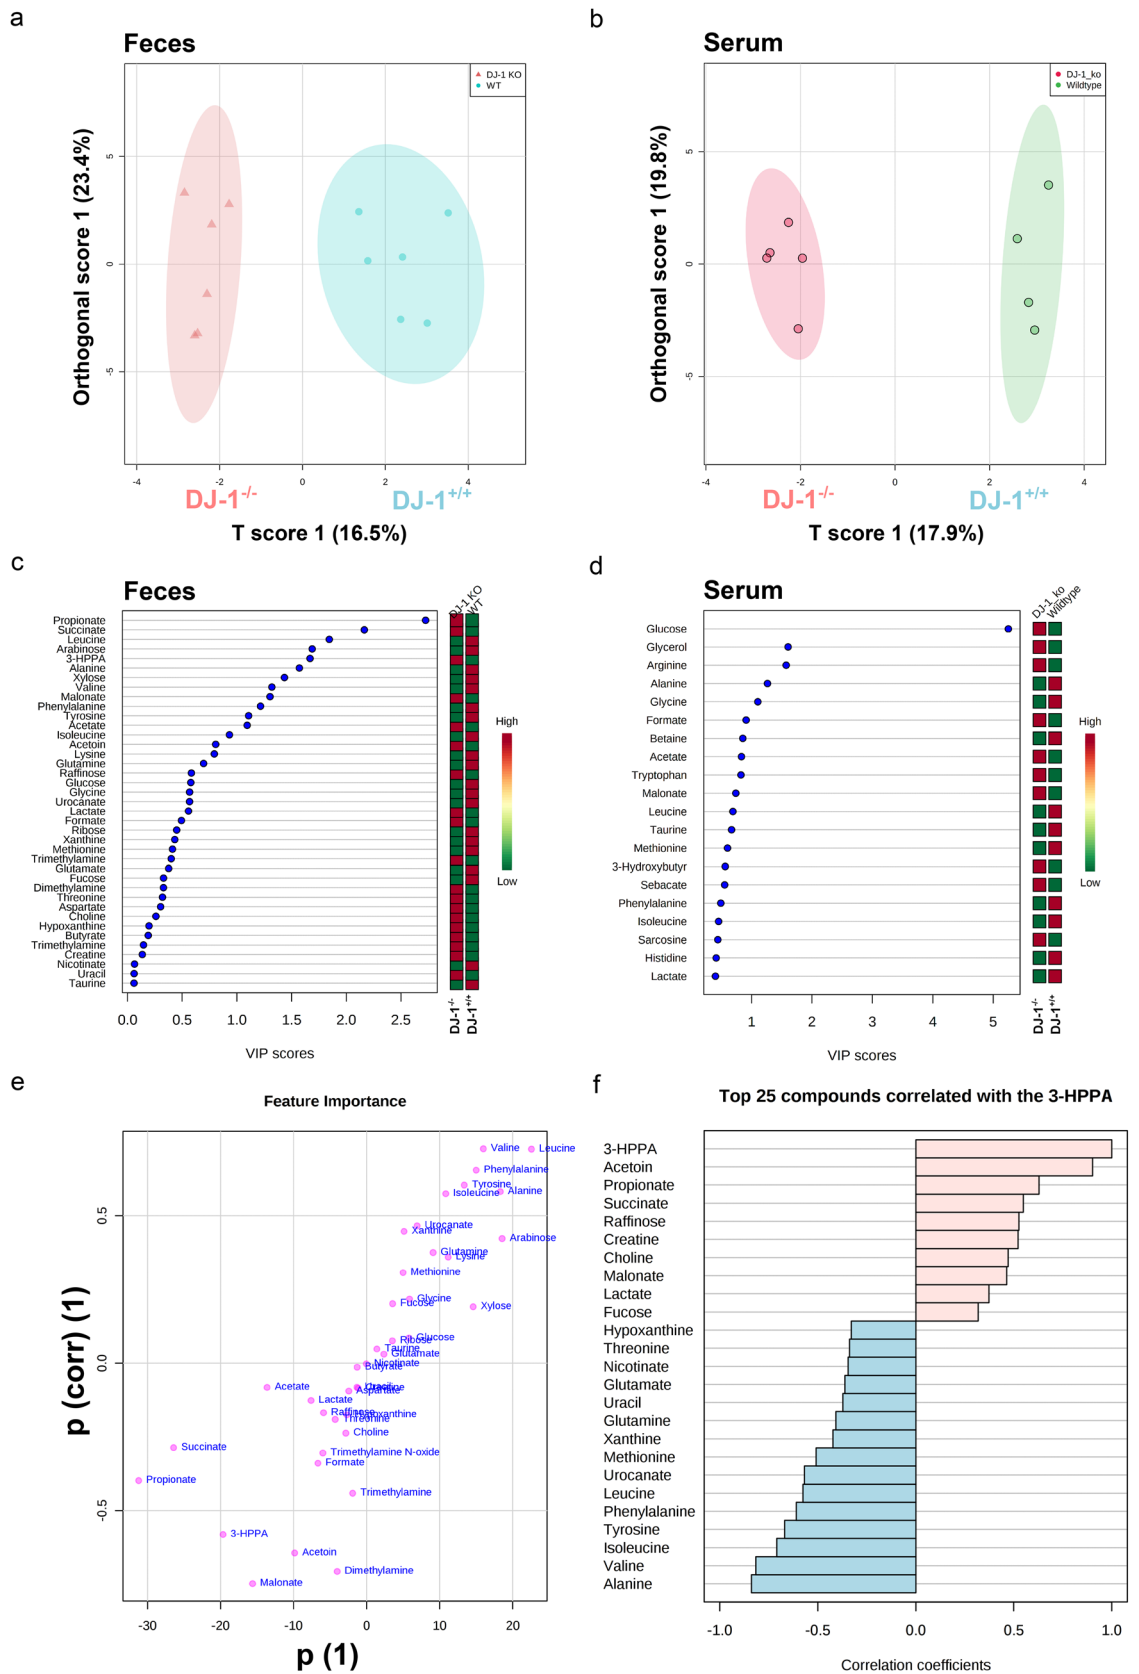 a
Feces
DJ-1 KO
WT
Orthogonal score 1 (23.4%)
5
0
-5
-4
-2
0
2
4
DJ-1-/-
DJ-1+/+
T score 1 (16.5%)
b
Serum
DJ-1_ko
Wildtype
Orthogonal score 1 (19.8%)
5
0
-5
-4
-2
0
2
4
DJ-1-/-
DJ-1+/+
T score 1 (17.9%)
c
Feces
DJ-1 KO
WT
Propionate
Succinate
Leucine
Arabinose
3-HPPA
Alanine
Xylose
Valine
Malonate
Phenylalanine
Tyrosine
Acetate
Isoleucine
Acetoin
Lysine
Glutamine
Raffinose
Glucose
Glycine
Urocanate
Lactate
Formate
Ribose
Xanthine
Methionine
Trimethylamine
Glutamate
Fucose
Dimethylamine
Threonine
Aspartate
Choline
Hypoxanthine
Butyrate
Trimethylamine
Creatine
Nicotinate
Uracil
Taurine
High
Low
DJ-1-/-
DJ-1+/+
0.0
0.5
1.0
1.5
2.0
2.5
VIP scores
d
Serum
DJ-1_ko
Wildtype
Glucose
Glycerol
Arginine
Alanine
Glycine
Formate
Betaine
Acetate
Tryptophan
Malonate
Leucine
Taurine
Methionine
3-Hydroxybutyr
Sebacate
Phenylalanine
Isoleucine
Sarcosine
Histidine
Lactate
High
Low
DJ-1-/-
DJ-1+/+
1
2
3
4
5
VIP scores
e
Feature Importance
p (corr) (1)
0.5
0.0
-0.5
Valine
Leucine
Phenylalanine
Tyrosine
Isoleucine
Alanine
Urocanate
Xanthine
Arabinose
Glutamine
Lysine
Methionine
Glycine
Fucose
Xylose
Glucose
Ribose
Taurine
Glutamate
Nicotinate
Butyrate
Acetate
Uracil
Aspartate
Lactate
Raffinose
Hypoxanthine
Threonine
Choline
Succinate
Trimethylamine N-oxide
Formate
Propionate
Trimethylamine
3-HPPA
Acetoin
Dimethylamine
Malonate
-30
-20
-10
0
10
20
p (1)
f
Top 25 compounds correlated with the 3-HPPA
3-HPPA
Acetoin
Propionate
Succinate
Raffinose
Creatine
Choline
Malonate
Lactate
Fucose
Hypoxanthine
Threonine
Nicotinate
Glutamate
Uracil
Glutamine
Xanthine
Methionine
Urocanate
Leucine
Phenylalanine
Tyrosine
Isoleucine
Valine
Alanine
-1.0
-0.5
0.0
0.5
1.0
Correlation coefficients